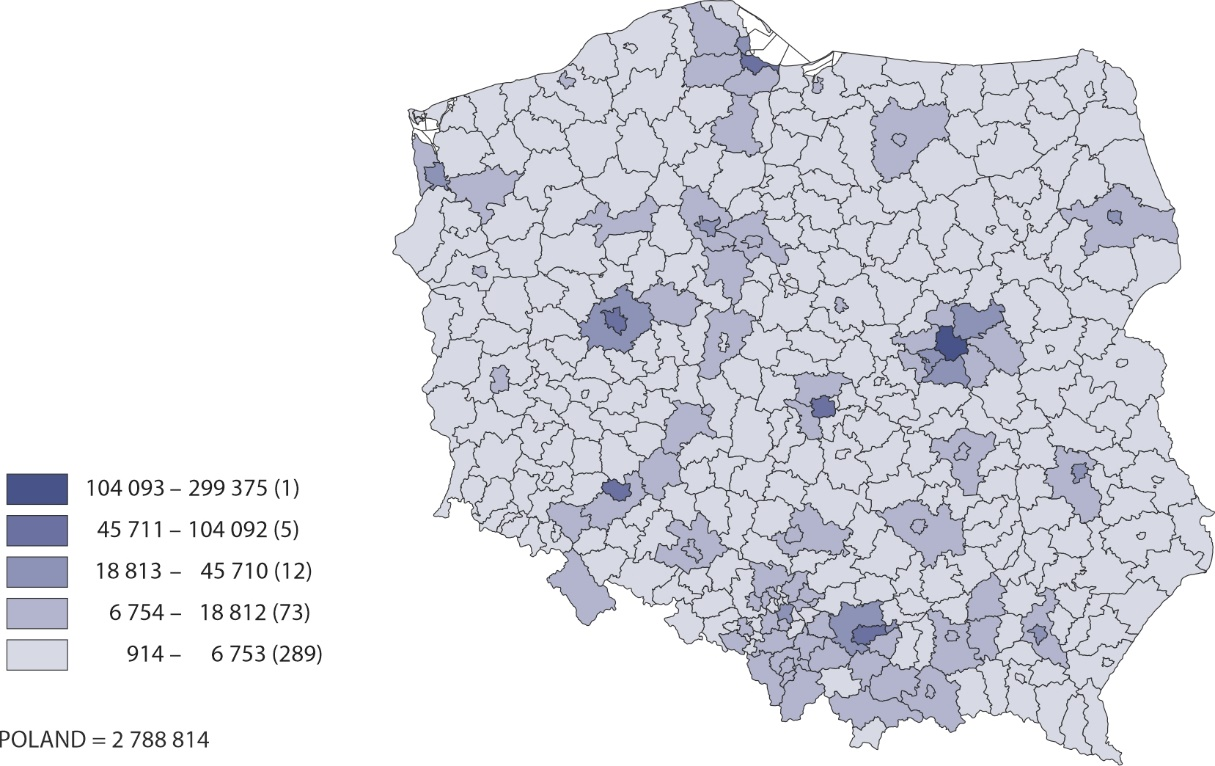 104 093 – 299 375 (1)
45 711 – 104 092 (5)
18 813 – 45 710 (12)
6 754 – 18 812 (73)
914 – 6 753 (289)
POLAND = 2 788 814